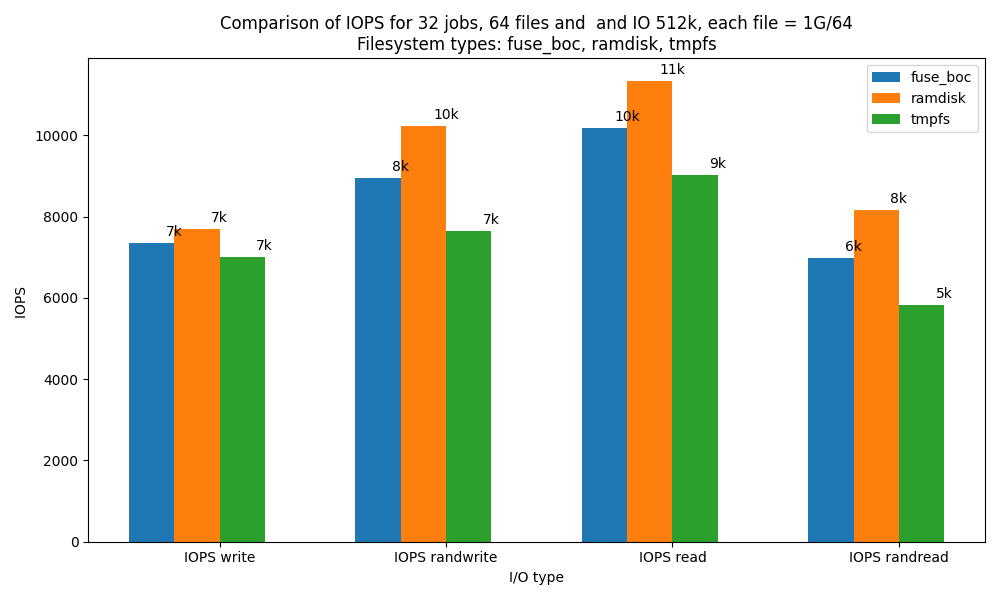 Comparison of IOPS for 32 jobs, 64 files and  and IO 512k, each file = 1G/64
Filesystem types: fuse_boc, ramdisk, tmpfs
fuse_boc
ramdisk
tmpfs
IOPS
10000
8000
6000
4000
2000
0
7k
7k
7k
8k
10k
7k
10k
11k
9k
6k
8k
5k
IOPS write
IOPS randwrite
IOPS read
IOPS randread
I/O type